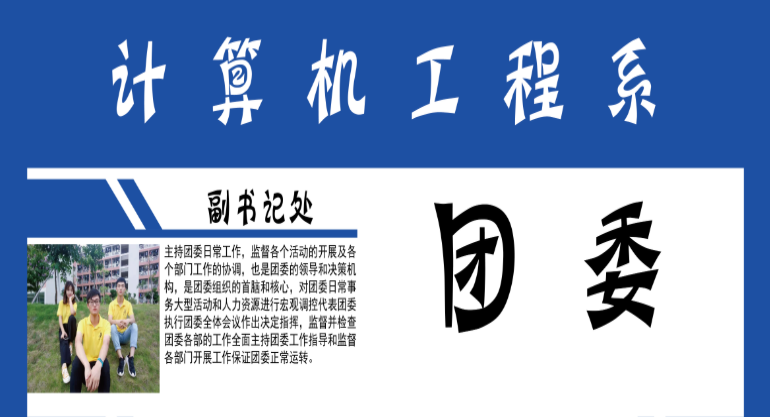 计算机工程系
副书记处
团委
主持团委日常工作，监督各个活动的开展及各
个部门工作的协调，也是团委的领导和决策机
构，是团委组织的首脑和核心，对团委日常事
务大型活动和人力资源进行宏观调控代表团委
执行团委全体会议作出决定指挥，监督并检查
团委各部的工作全面主持团委工作指导和监督
各部门开展工作保证团委正常运转。